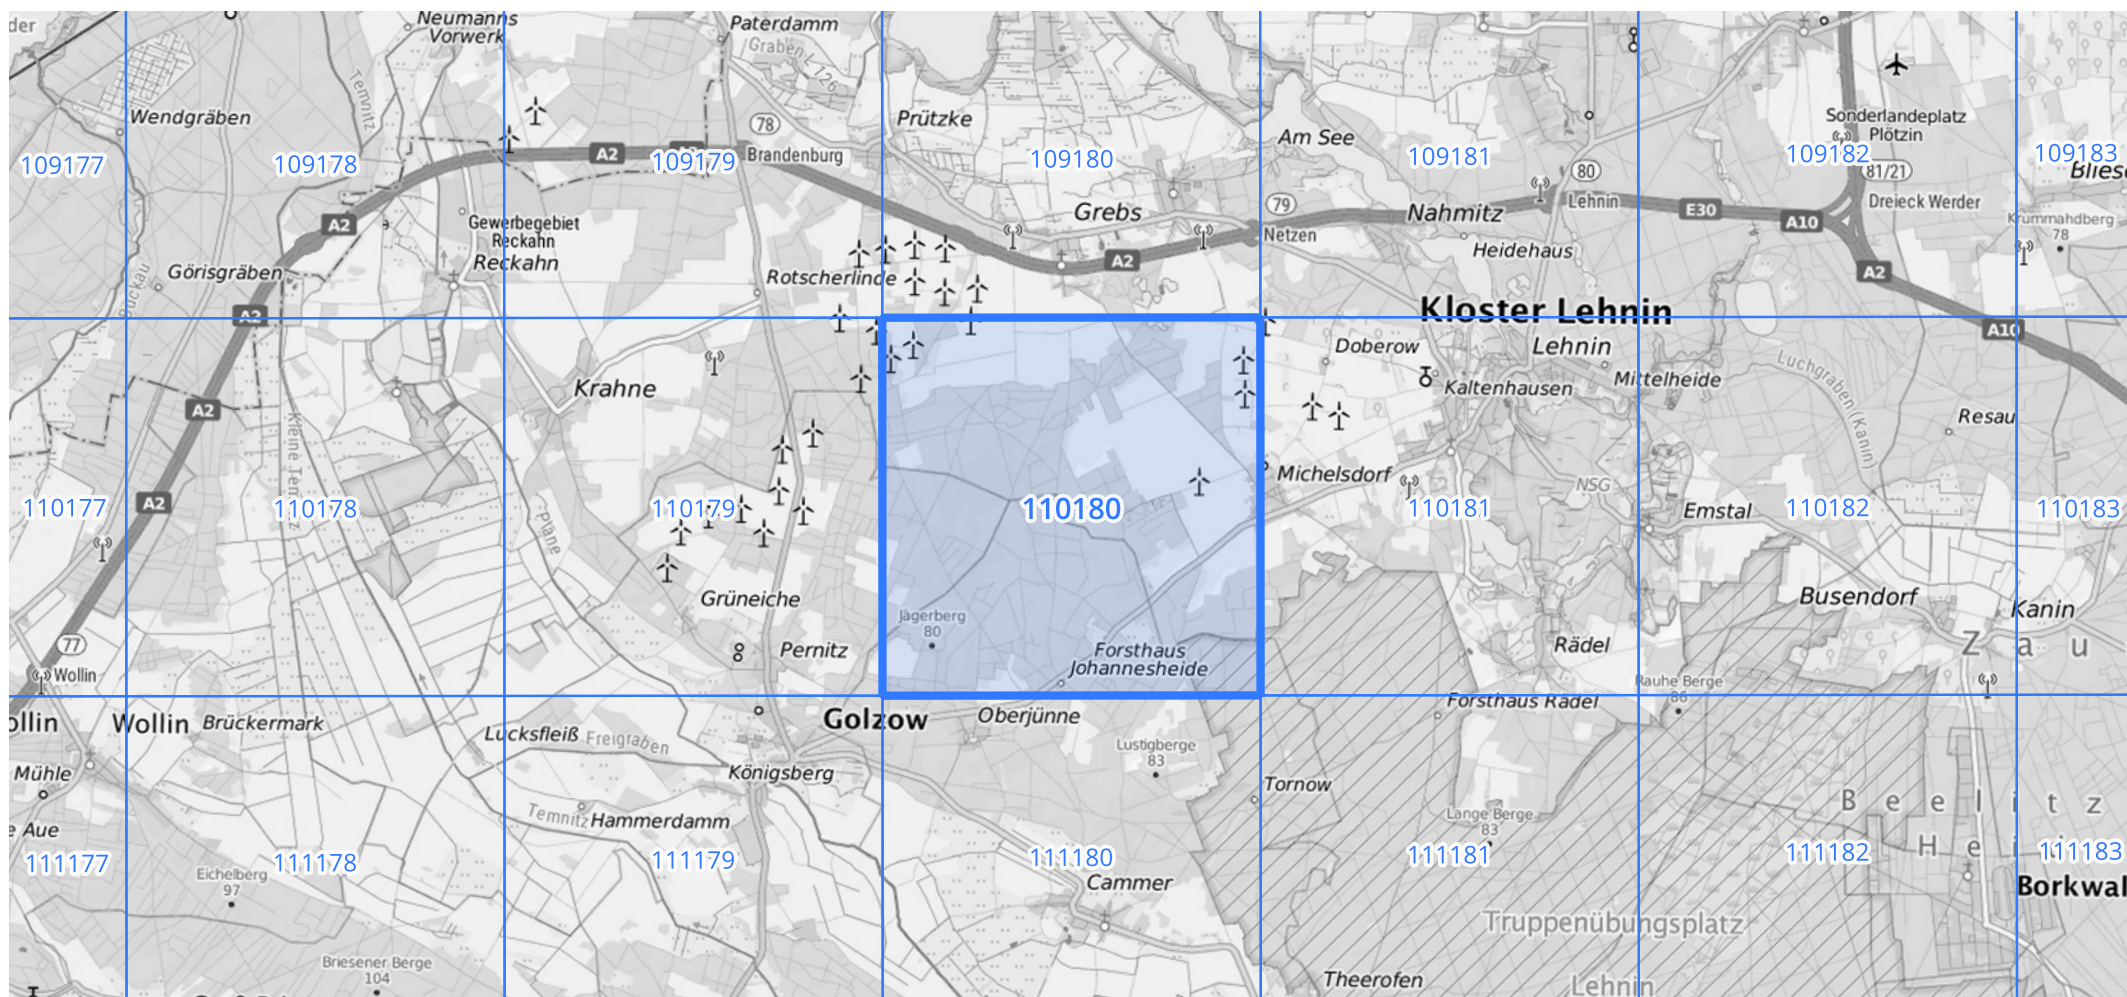 der
Neumanns
Vorwerk
Paterdamm
Graben L 126
Temnitz
Wendgräben
78
Prütze
Am See
Sonderlandeplatz
Plötzin
109177
109178
A2
109179
Brandenburg
109180
109181
109182
109183
80
81/21
Gewerbegebiet
Reckahn
Reckahn
Grebs
79
Netzen
Nahmitz
Lehnin
E30
A10
Dreieck Werder
Krummahdberg
78
A2
Görisgräben
Rotscherlinde
A2
Heidehaus
A2
A2
Kloster Lehnin
A10
Krahne
Doberow
Lehnin
Kaltenhausen
Mittelheide
Luchgraben (Kanin)
Resau
A2
Michelsdorf
NSG
A2
110177
110178
110179
110180
110181
Emstal
110182
110183
Plane
Grüneiche
Jägerberg
80
Busendorf
Kanin
77
Wollin
Pernitz
Forsthaus
Johannesheide
Rädel
Z a u
Rauhe Berge
86
ollin
Wollin
Brückermark
Lucksfleiß
Freigraben
Golzow
Oberjünne
Forsthaus Rädel
Lustigberge
83
Mühle
Königsberg
Tornow
Temnitz
Hammerdamm
Lange Berge
83
B e e l i t z
H e i
e Aue
111177
111178
111179
111180
111181
111182
111183
Eichelberg
97
Cammer
Borkwal
Truppenübungsplatz
Lehnin
Briesener Berge
104
Theerofen